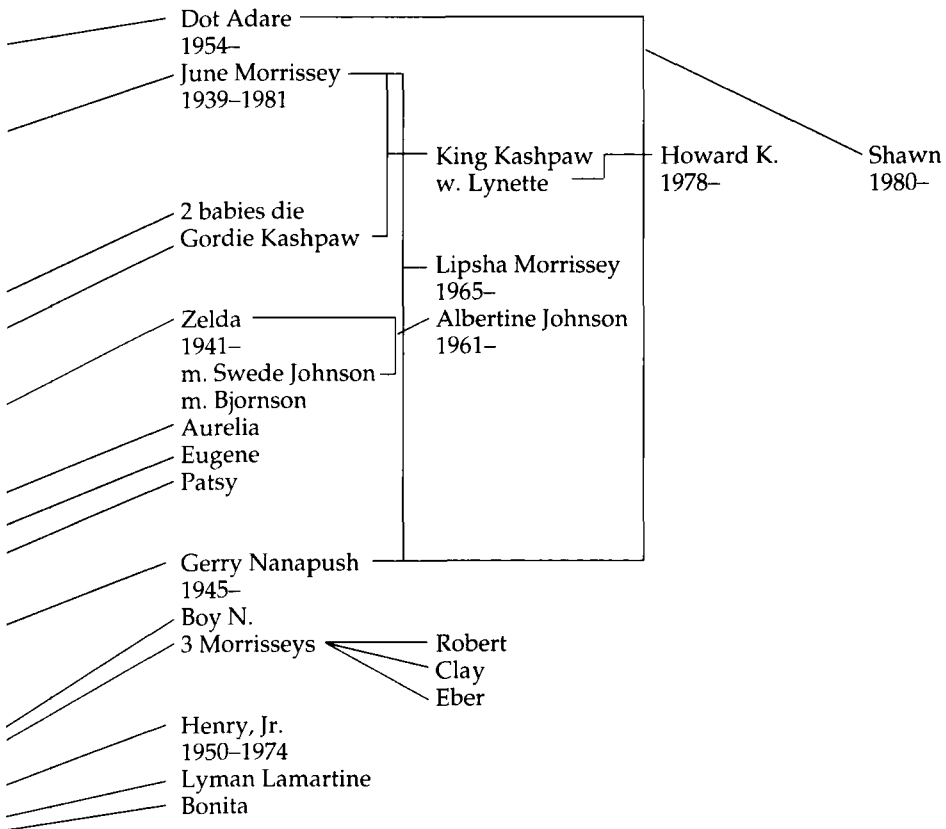 Dot Adare
1954–
June Morrissey
1939–1981
King Kashpaw
w. Lynette
Howard K.
1978–
Shawn
1980–
2 babies die
Gordie Kashpaw
Lipsha Morrissey
1965–
Zelda
1941–
m. Swede Johnson
m. Bjornson
Albertine Johnson
1961–
Aurelia
Eugene
Patsy
Gerry Nanapush
1945–
Boy N.
3 Morrisseys
Robert
Clay
Eber
Henry, Jr.
1950–1974
Lyman Lamartine
Bonita